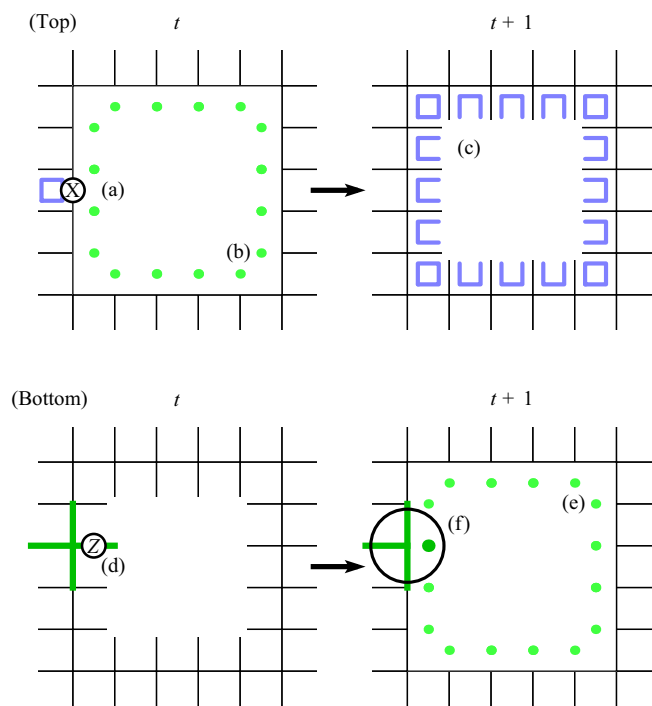 (Top) t t + 1
(c)
X (a)
(b)
(Bottom) t t + 1
(e)
(f)
Z
(d)